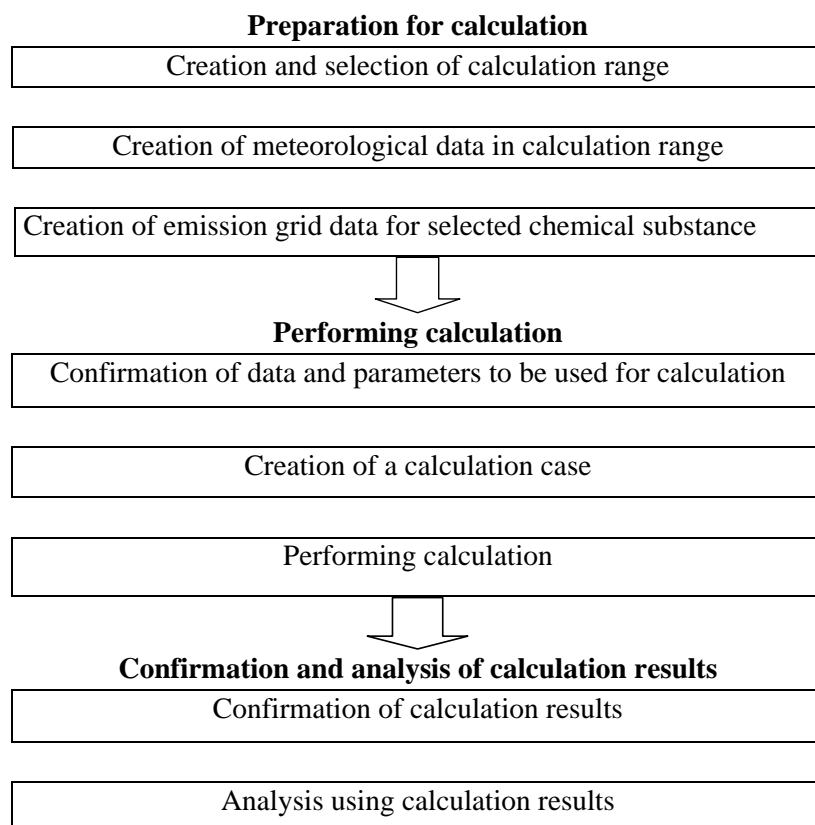 Preparation for calculation
Creation and selection of calculation range
Creation of meteorological data in calculation range
Creation of emission grid data for selected chemical substance
Performing calculation
Confirmation of data and parameters to be used for calculation
Creation of a calculation case
Performing calculation
Confirmation and analysis of calculation results
Confirmation of calculation results
Analysis using calculation results